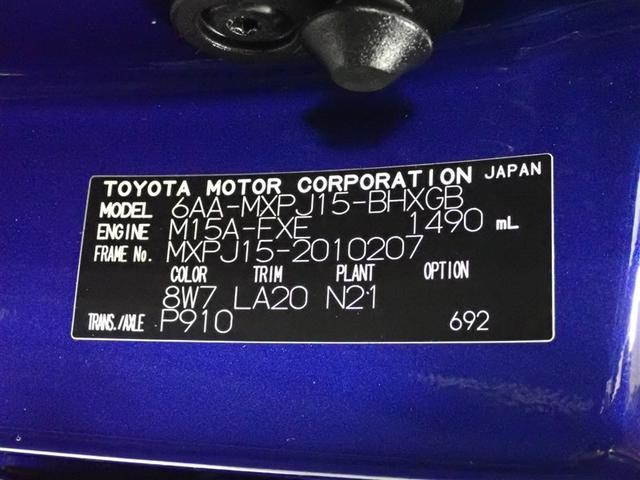 TOYOTA MOTOR CORPORATION JAPAN
MODEL 6AA-MXPJ15-BHXGB
ENGINE M15A-FXE 1490 mL
FRAME No. MXPJ15-2010207
COLOR TRIM PLANT OPTION
8W7 LA20 N21
TRANS./AXLE P910 692